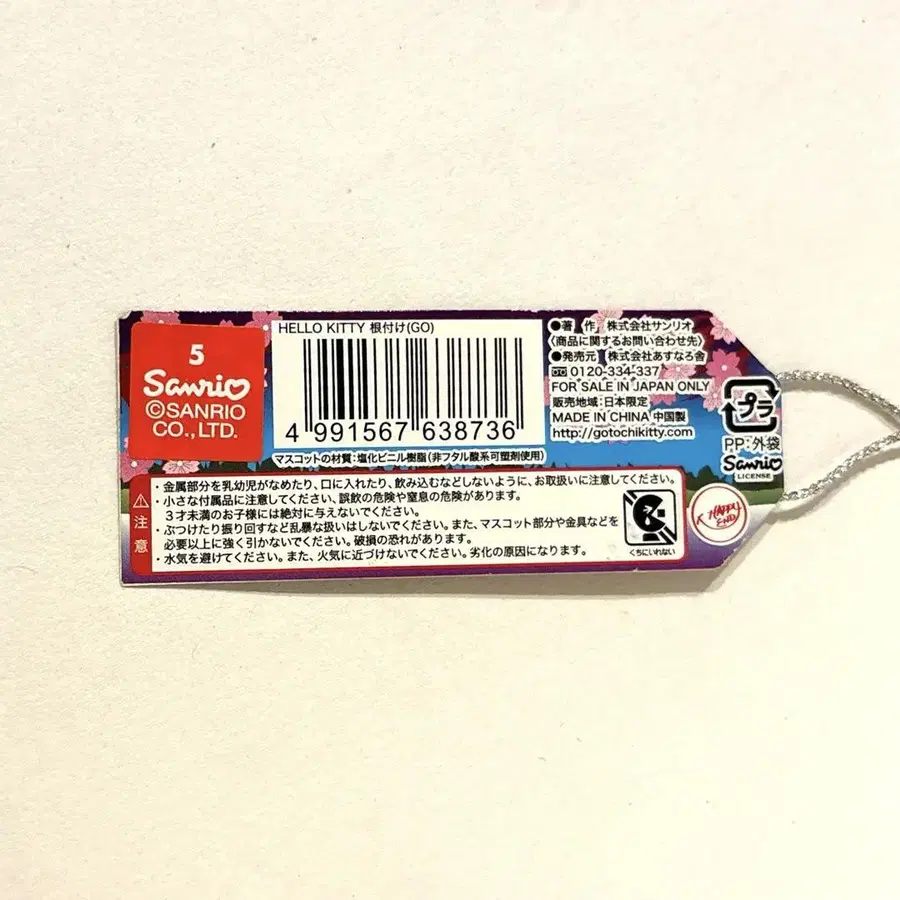 5
Sanrio
©SANRIO
CO., LTD.
HELLO KITTY 根付け(GO)
4 991567 638736
マスコットの材質:塩化ビニル樹脂(非フタル酸系可塑剤使用)
●著 作 株式会社サンリオ
〈商品に関するお問い合わせ先〉
●発売元 株式会社あすなろ舎
0120-334-337
FOR SALE IN JAPAN ONLY
販売地域:日本限定
MADE IN CHINA 中国製
http://gotochikitty.com
プラ
PP:外袋
Sanrio
LICENSE
⚠注意
・金属部分を乳幼児がなめたり、口に入れたり、飲み込むなどしないように、お取扱いに注意してください。
・小さな付属品に注意してください、誤飲の危険や窒息の危険があります。
3才未満のお子様には絶対に与えないでください。
・ぶつけたり振り回すなど乱暴な扱いはしないでください。また、マスコット部分や金具などを
必要以上に強く引かないでください。破損の恐れがあります。
・水気を避けてください。また、火気に近づけないでください。劣化の原因になります。
くちにいれない
HAPPY
END